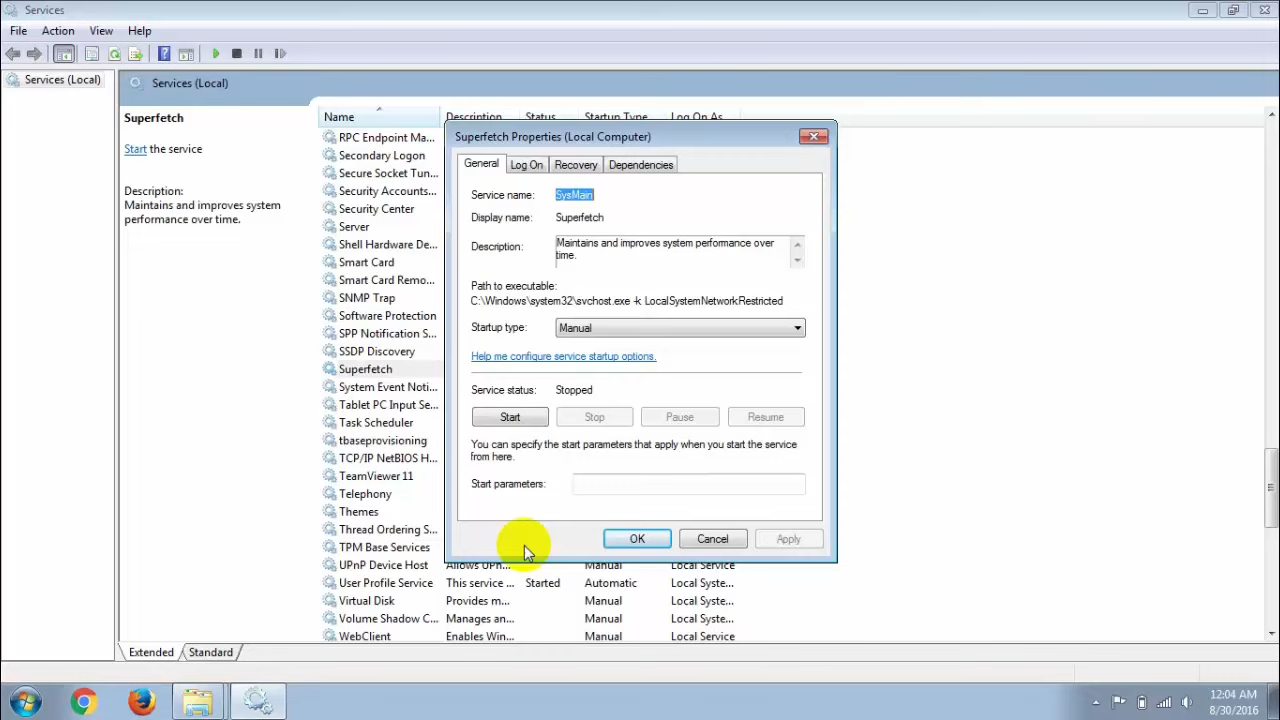 Services
File Action View Help
Services (Local)
Services (Local)
Superfetch
Start the service
Description:
Maintains and improves system
performance over time.
Name Description Status Startup Type Log On As
RPC Endpoint Ma...
Secondary Logon
Secure Socket Tun...
Security Accounts...
Security Center
Server
Shell Hardware De...
Smart Card
Smart Card Remo...
SNMP Trap
Software Protection
SPP Notification S...
SSDP Discovery
Superfetch
System Event Noti...
Tablet PC Input Se...
Task Scheduler
tbaseprovisioning
TCP/IP NetBIOS H...
TeamViewer 11
Telephony
Themes
Thread Ordering S...
TPM Base Services
UPnP Device Host Allows UPn... Manual Local Service
User Profile Service This service ... Started Automatic Local Syste...
Virtual Disk Provides m... Manual Local Syste...
Volume Shadow C... Manages an... Manual Local Syste...
WebClient Enables Win... Manual Local Service
Superfetch Properties (Local Computer)
General Log On Recovery Dependencies
Service name: SysMain
Display name: Superfetch
Description: Maintains and improves system performance over
time.
Path to executable:
C:\Windows\system32\svchost.exe -k LocalSystemNetworkRestricted
Startup type: Manual
Help me configure service startup options.
Service status: Stopped
Start Stop Pause Resume
You can specify the start parameters that apply when you start the service
from here.
Start parameters:
OK Cancel Apply
Extended Standard
12:04 AM
8/30/2016